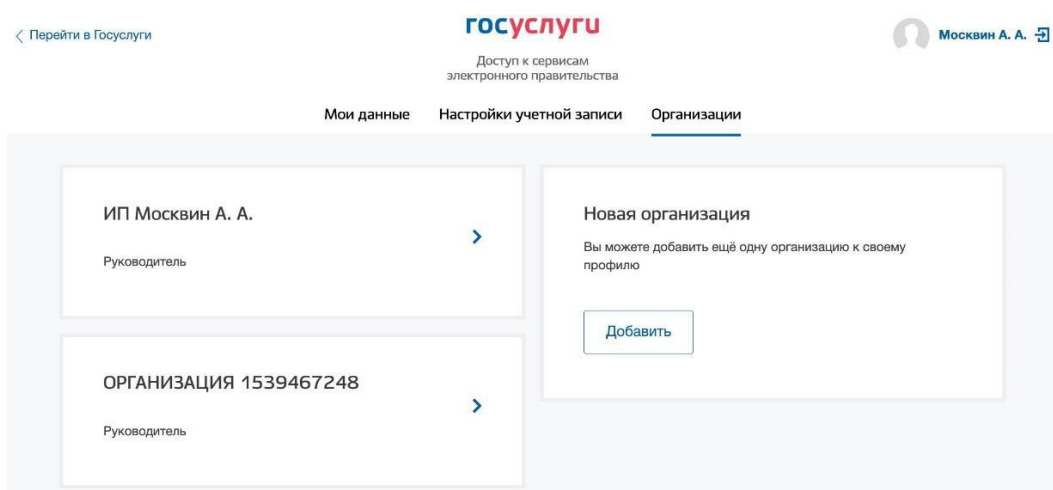 Перейти в Госуслуги
госуслуги
Москвин А. А.
Доступ к сервисам
электронного правительства
Мои данные Настройки учетной записи Организации
ИП Москвин А. А.
Руководитель
Новая организация
Вы можете добавить ещё одну организацию к своему
профилю
Добавить
ОРГАНИЗАЦИЯ 1539467248
Руководитель